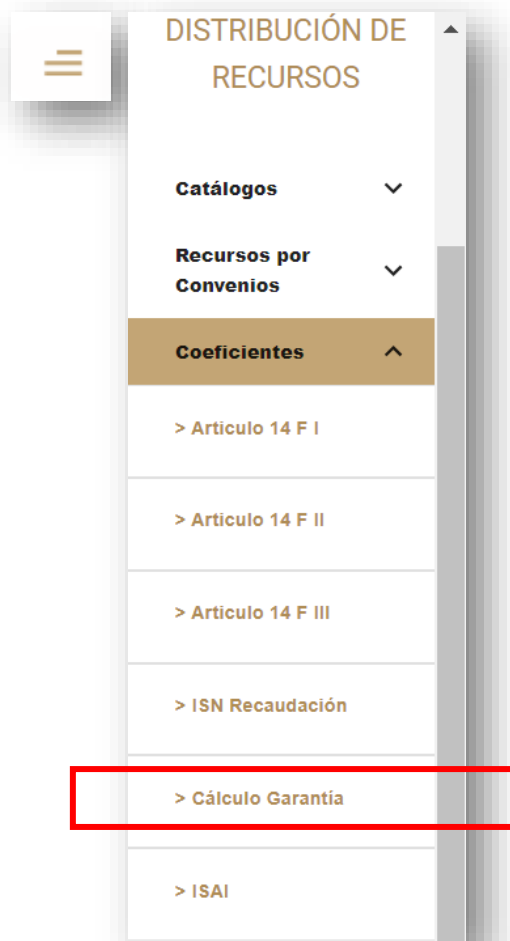 DISTRIBUCIÓN DE
RECURSOS
Catálogos
Recursos por
Convenios
Coeficientes
> Articulo 14 F I
> Articulo 14 F II
> Articulo 14 F III
> ISN Recaudación
> Cálculo Garantía
> ISAI